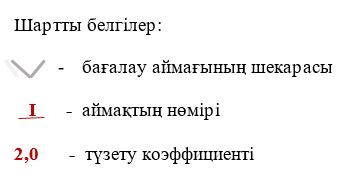 Шартты белгілер:
- бағалау аймағының шекарасы
I - аймақтың нөмірі
2,0 - түзету коэффициенті